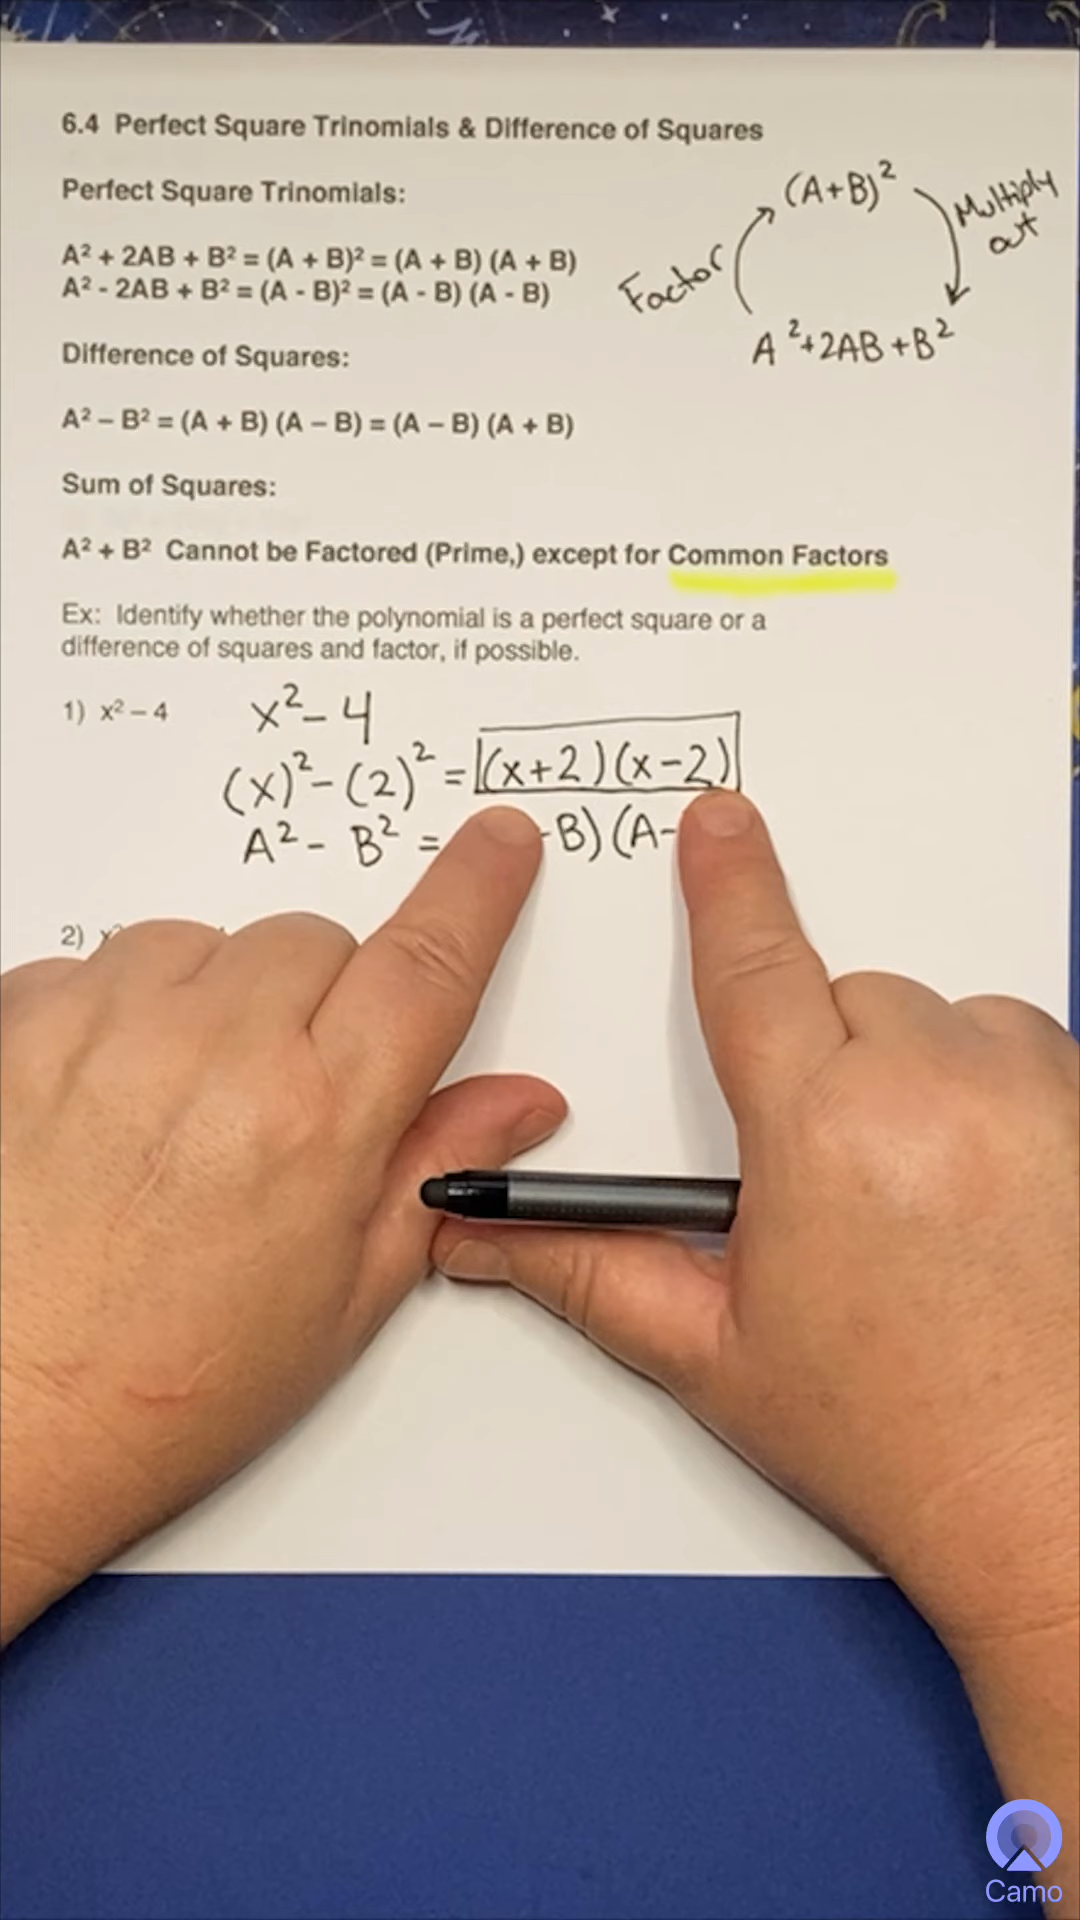 6.4 Perfect Square Trinomials & Difference of Squares
Perfect Square Trinomials:
(A+B)²
Multiply
out
Factor
A² + 2AB + B² = (A + B)² = (A + B) (A + B)
A² - 2AB + B² = (A - B)² = (A - B) (A - B)
A²+2AB+B²
Difference of Squares:
A² – B² = (A + B) (A – B) = (A – B) (A + B)
Sum of Squares:
A² + B² Cannot be Factored (Prime,) except for Common Factors
Ex: Identify whether the polynomial is a perfect square or a
difference of squares and factor, if possible.
1) x² – 4
x²-4
(x)²-(2)² = (x+2)(x-2)
A² - B² = -B)(A-
2)
Camo